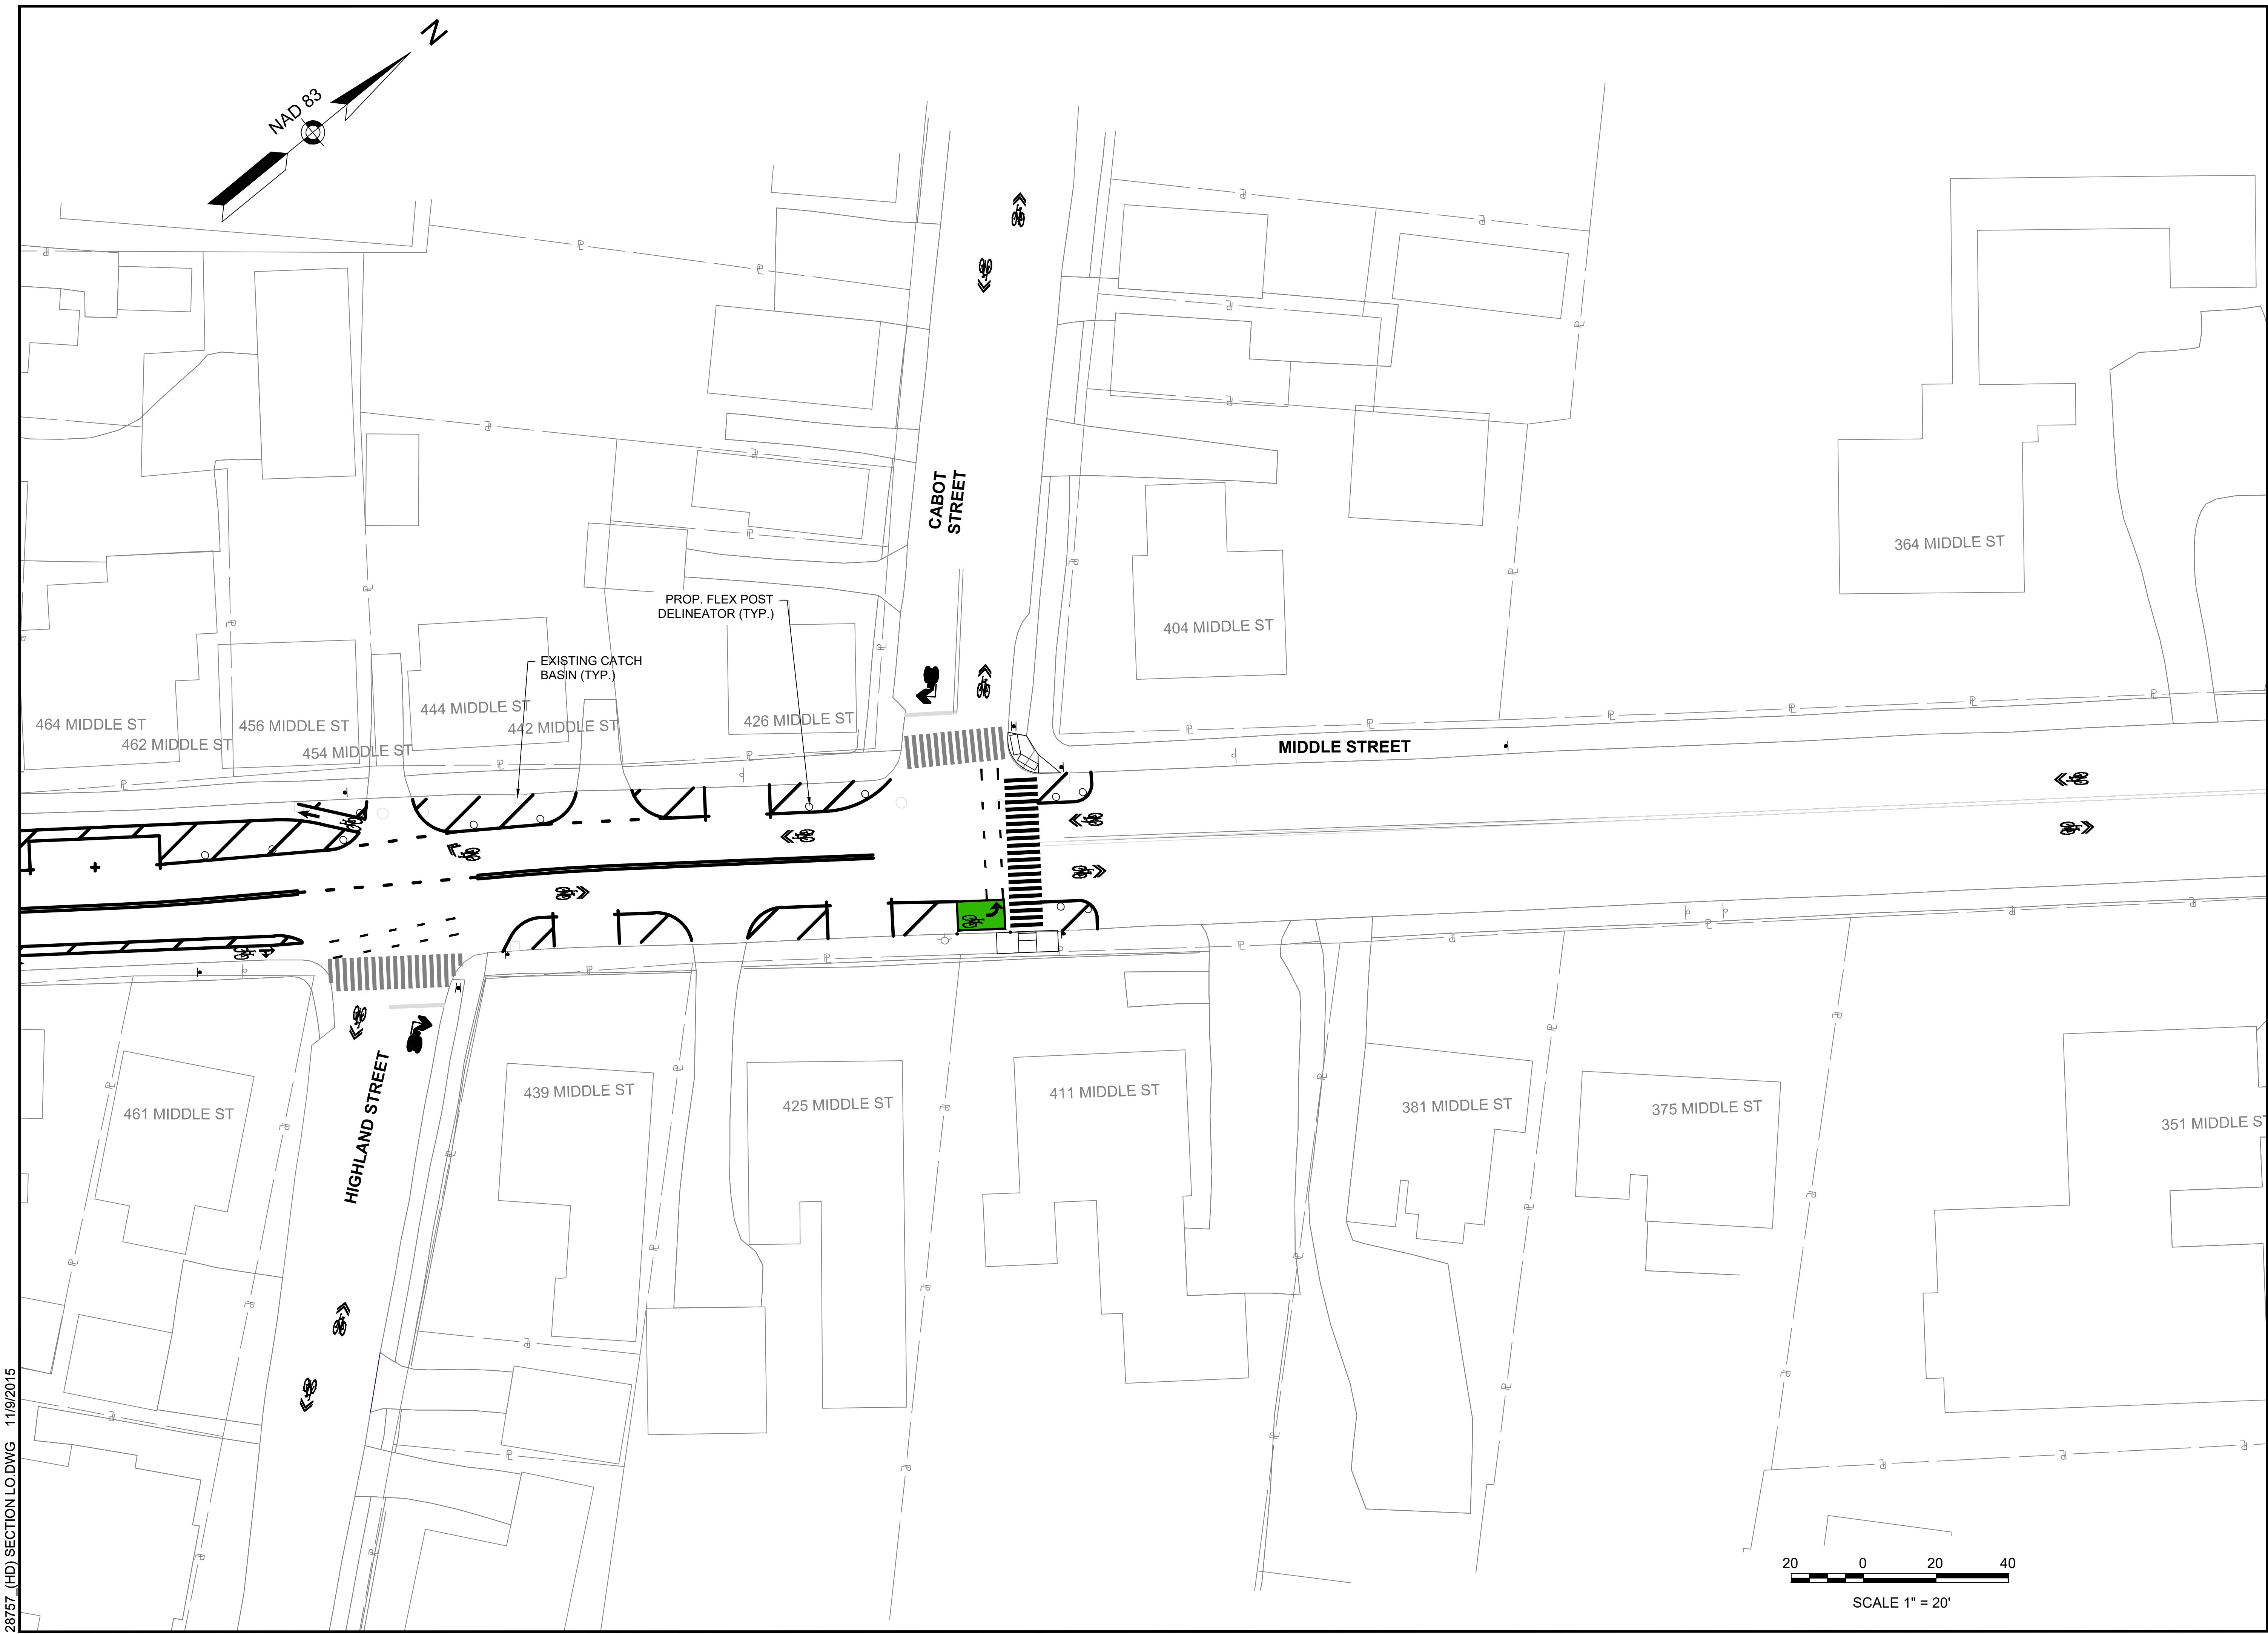 N
NAD 83
CABOT
STREET
364 MIDDLE ST
PROP. FLEX POST
DELINEATOR (TYP.)
404 MIDDLE ST
EXISTING CATCH
BASIN (TYP.)
444 MIDDLE ST
464 MIDDLE ST
456 MIDDLE ST
442 MIDDLE ST
426 MIDDLE ST
462 MIDDLE ST
454 MIDDLE ST
MIDDLE STREET
HIGHLAND STREET
461 MIDDLE ST
439 MIDDLE ST
425 MIDDLE ST
411 MIDDLE ST
381 MIDDLE ST
375 MIDDLE ST
351 MIDDLE S
20 0 20 40
SCALE 1" = 20'
28757_(HD) SECTION LO.DWG 11/9/2015